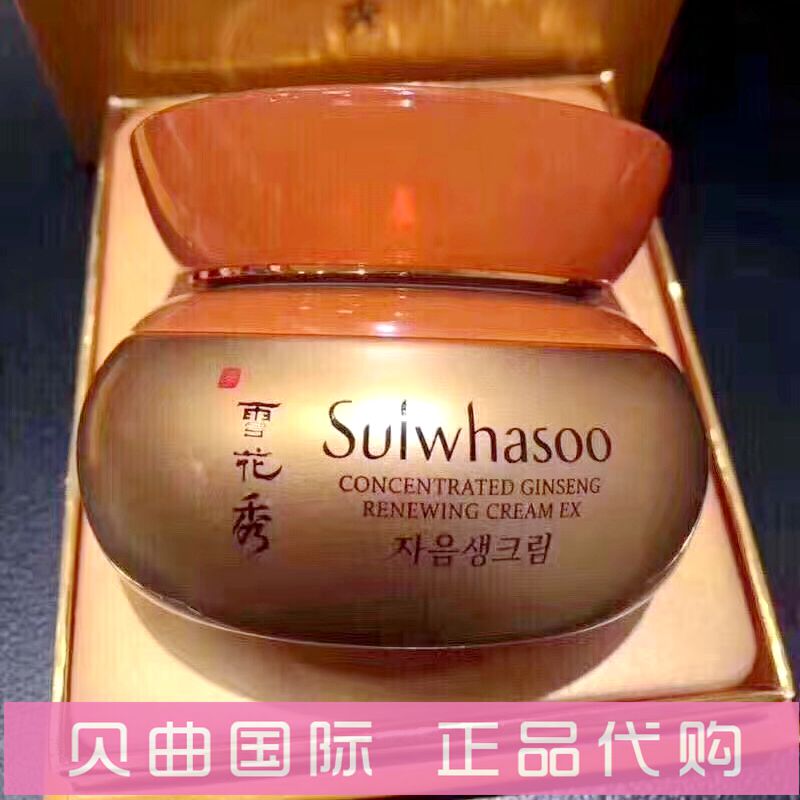 雪花秀
Sulwhasoo
CONCENTRATED GINSENG
RENEWING CREAM EX
자음생크림
贝曲国际 正品代购